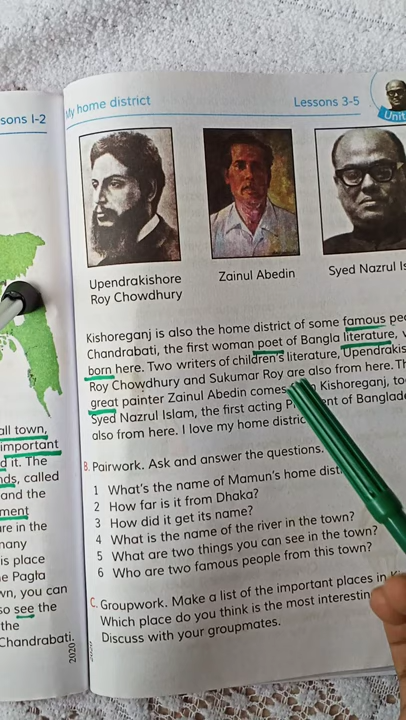 sons 1-2
all town,
important
d it. The
nds, called
and the
ment
are in the
many
is place
e Pagla
wn, you can
so see the
the
Chandrabati.
2020
My home district
Lessons 3-5
Unit
Upendrakishore
Roy Chowdhury
Zainul Abedin
Syed Nazrul Is
Kishoreganj is also the home district of some famous peo
Chandrabati, the first woman poet of Bangla literature, w
born here. Two writers of children's literature, Upendrakis
Roy Chowdhury and Sukumar Roy are also from here. Th
great painter Zainul Abedin comes Kishoreganj, too
Syed Nazrul Islam, the first acting P ent of Banglade
also from here. I love my home distric
B. Pairwork. Ask and answer the questions.
1 What's the name of Mamun's home dist
2 How far is it from Dhaka?
3 How did it get its name?
4 What is the name of the river in the town?
5 What are two things you can see in the town?
6 Who are two famous people from this town?
C. Groupwork. Make a list of the important places in Ki
Which place do you think is the most interestin
Discuss with your groupmates.
2020